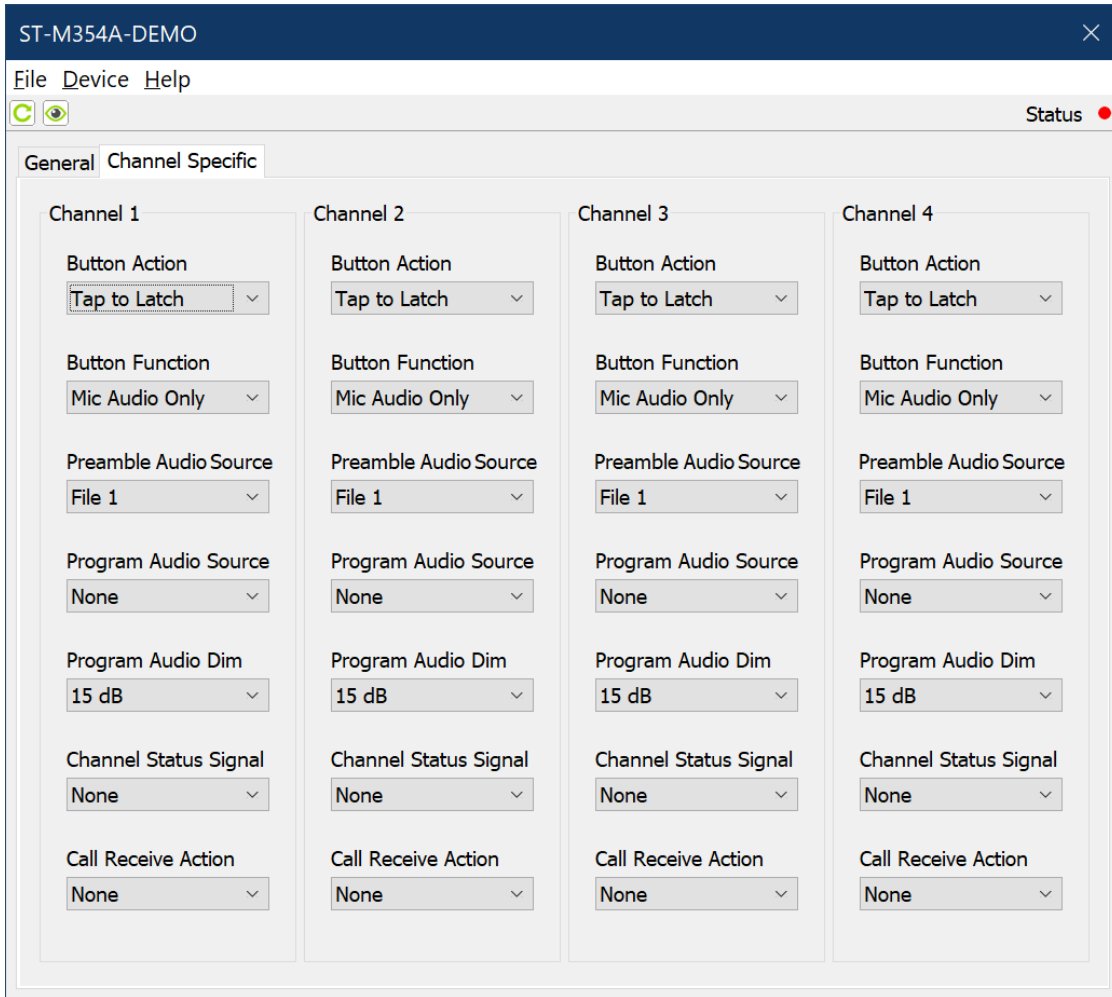 ST-M354A-DEMO
File Device Help
Status
General Channel Specific
Channel 1 Channel 2 Channel 3 Channel 4
Button Action Button Action Button Action Button Action
Tap to Latch Tap to Latch Tap to Latch Tap to Latch
Button Function Button Function Button Function Button Function
Mic Audio Only Mic Audio Only Mic Audio Only Mic Audio Only
Preamble Audio Source Preamble Audio Source Preamble Audio Source Preamble Audio Source
File 1 File 1 File 1 File 1
Program Audio Source Program Audio Source Program Audio Source Program Audio Source
None None None None
Program Audio Dim Program Audio Dim Program Audio Dim Program Audio Dim
15 dB 15 dB 15 dB 15 dB
Channel Status Signal Channel Status Signal Channel Status Signal Channel Status Signal
None None None None
Call Receive Action Call Receive Action Call Receive Action Call Receive Action
None None None None